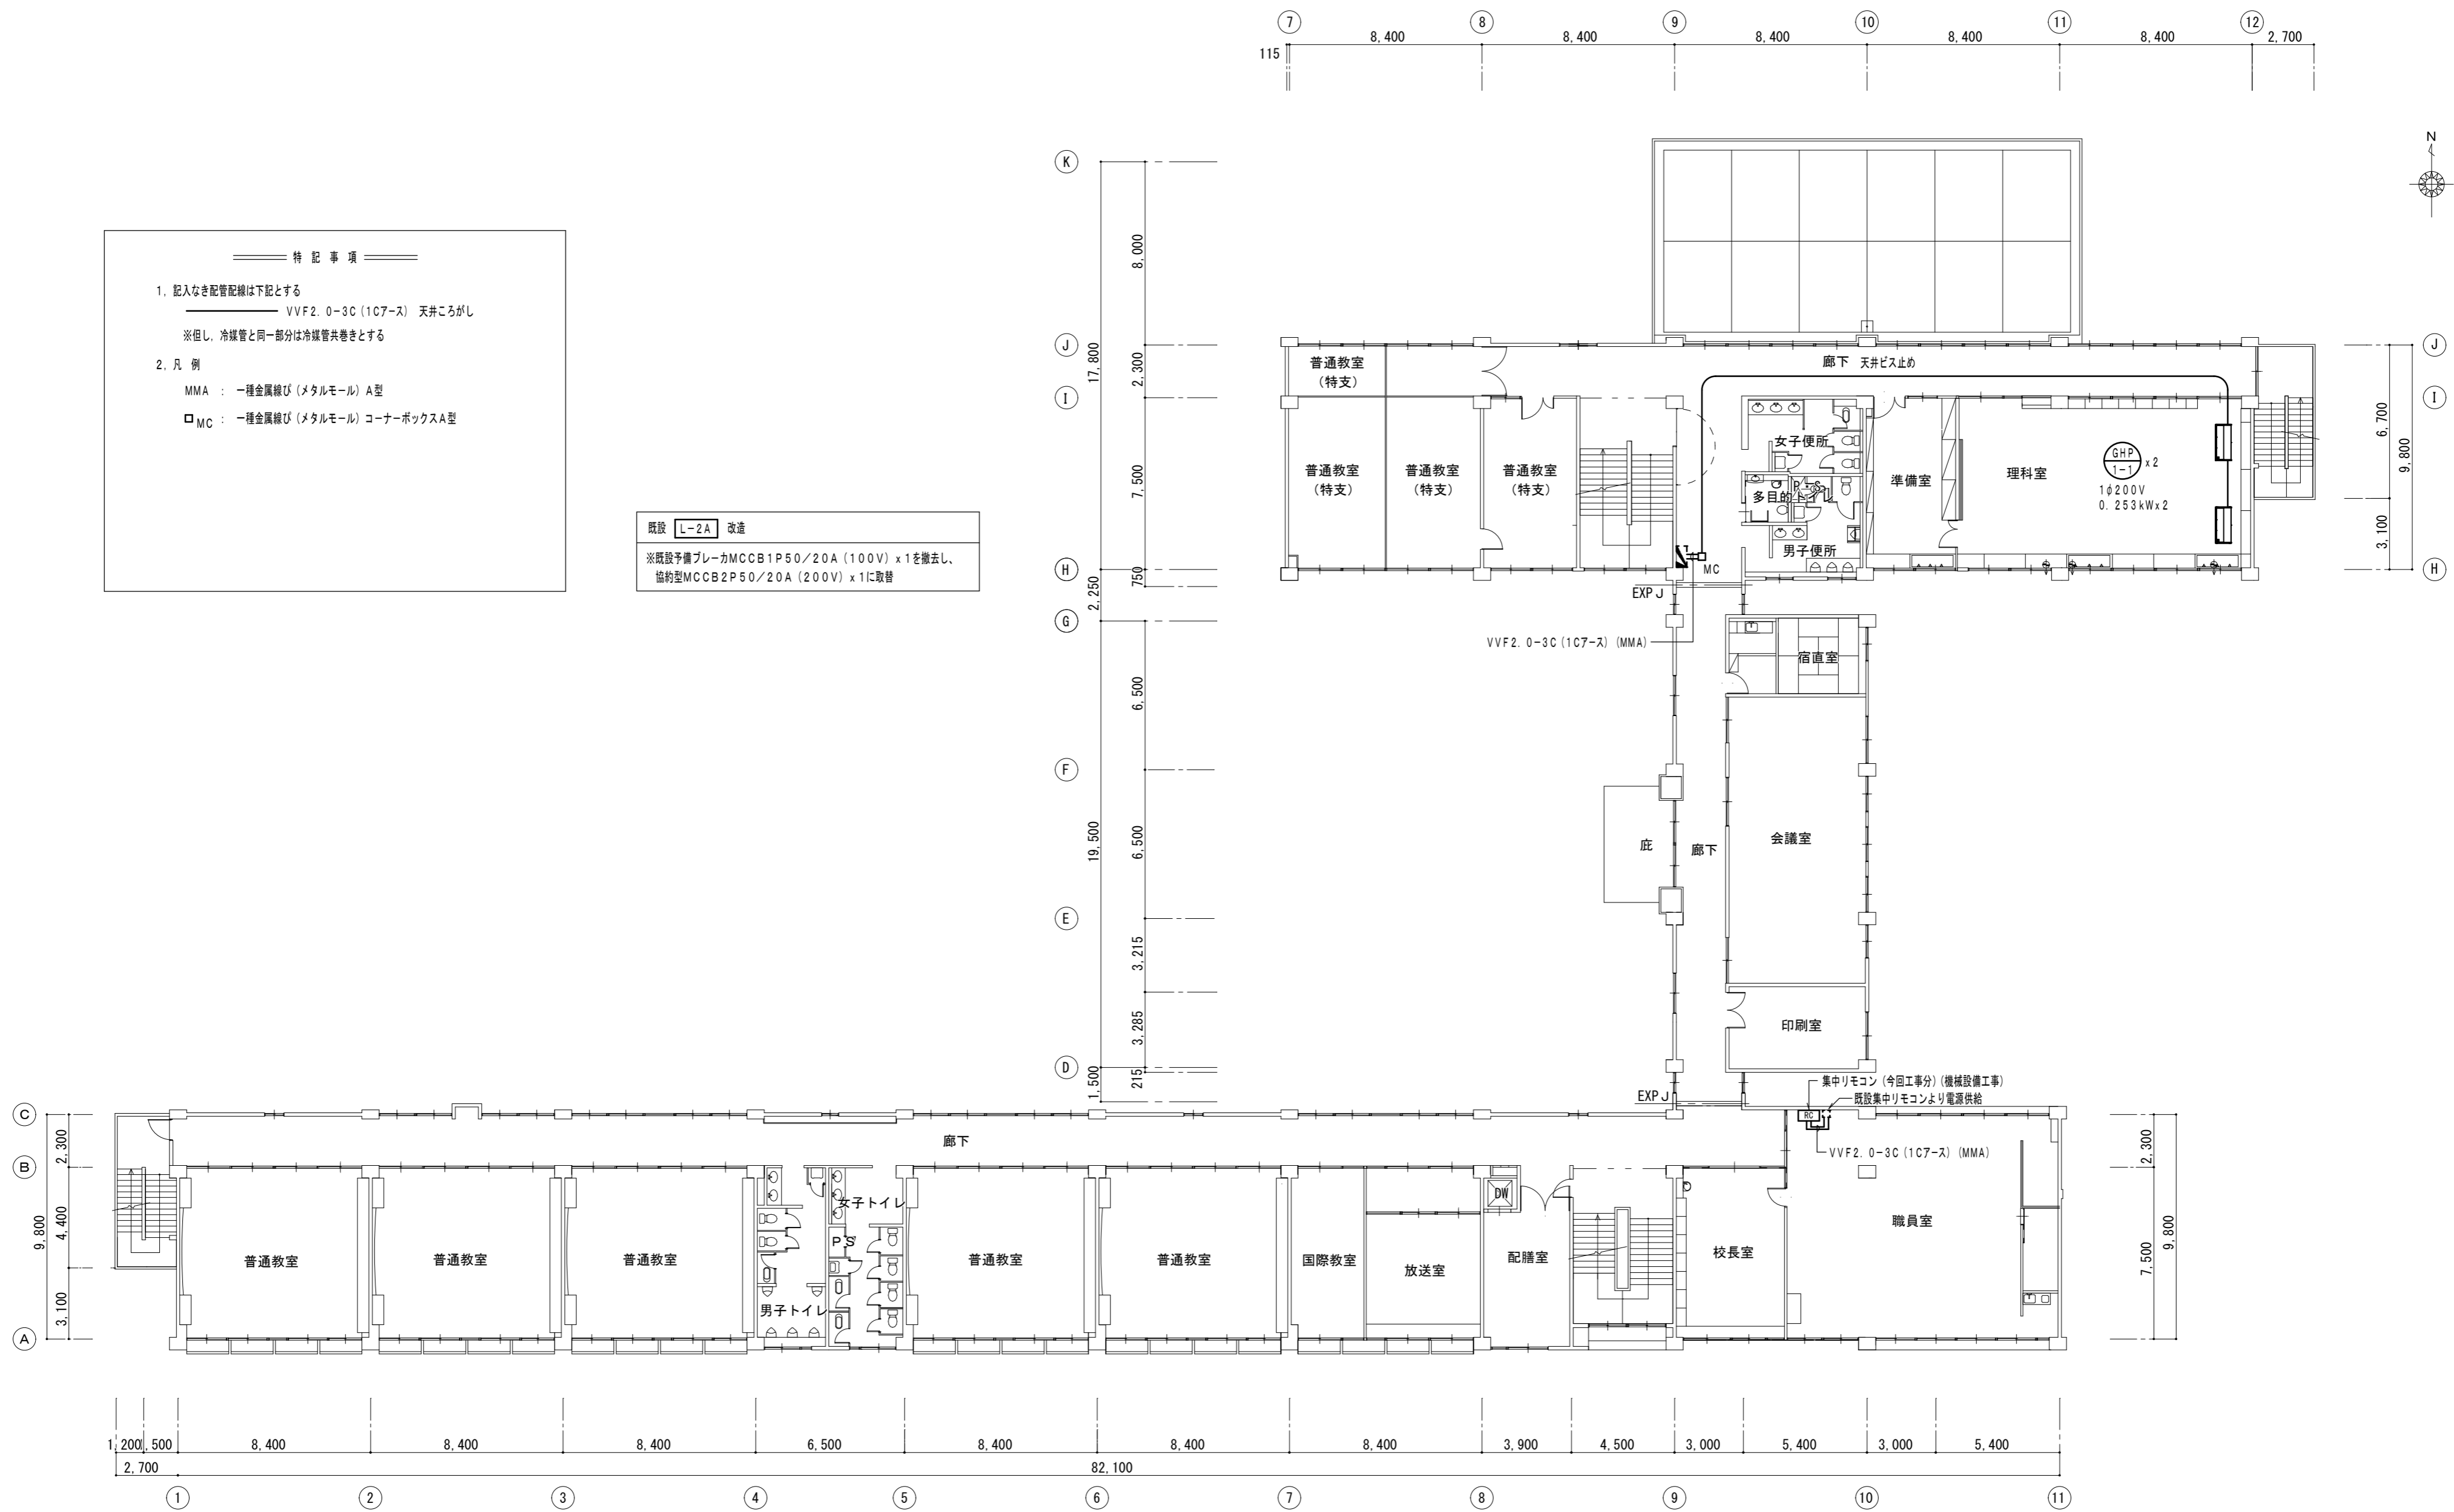 7
8
9
10
11
12
8,400
8,400
8,400
8,400
8,400
2,700
115
N
K
J
I
H
G
F
E
D
17,800
2,250
19,500
1,500
8,000
2,300
7,500
750
6,500
6,500
3,215
3,285
215
特 記 事 項
1, 記入なき配管配線は下記とする
VVF2.0-3C(1Cアース) 天井ころがし
※但し, 冷媒管と同一部分は冷媒管共巻きとする
2, 凡 例
MMA : 一種金属線ぴ(メタルモール)A型
MC : 一種金属線ぴ(メタルモール)コーナーボックスA型
既設 L-2A 改造
※既設予備ブレーカMCCB1P50/20A(100V)x1を撤去し、
協約型MCCB2P50/20A(200V)x1に取替
普通教室
(特支)
廊下 天井ビス止め
普通教室
(特支)
普通教室
(特支)
普通教室
(特支)
女子便所
P.S
多目的トイレ
男子便所
準備室
理科室
GHP
1-1
x2
1φ200V
0.253kWx2
MC
EXP J
VVF2.0-3C(1Cアース)(MMA)
J
I
H
6,700
3,100
9,800
宿直室
会議室
庇
廊下
印刷室
EXP J
集中リモコン(今回工事分)(機械設備工事)
既設集中リモコンより電源供給
RC
VVF2.0-3C(1Cアース)(MMA)
C
B
A
2,300
4,400
3,100
9,800
廊下
普通教室
普通教室
普通教室
男子トイレ
女子トイレ
P.S
普通教室
普通教室
国際教室
放送室
DW
配膳室
校長室
職員室
2,300
7,500
9,800
1,200
1,500
8,400
8,400
8,400
6,500
8,400
8,400
8,400
3,900
4,500
3,000
5,400
3,000
5,400
2,700
82,100
1
2
3
4
5
6
7
8
9
10
11